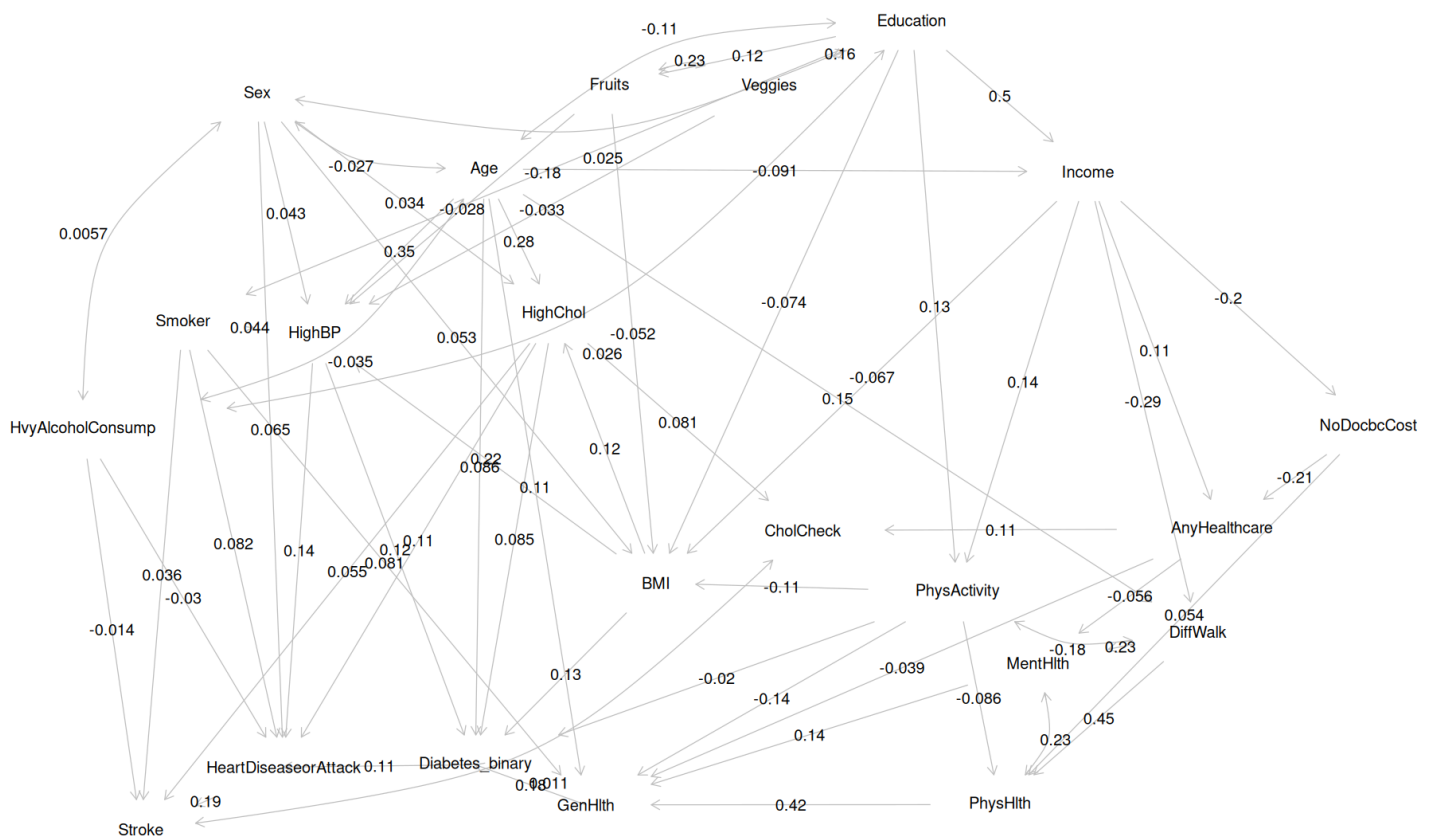 Education
-0.11
0.23
0.12
0.16
Fruits
Veggies
Sex
0.5
-0.027
Age
-0.18
0.025
-0.091
Income
0.034
-0.028
-0.033
0.043
0.0057
0.35
0.28
-0.074
0.13
-0.2
Smoker
0.044
HighBP
HighChol
0.053
-0.052
0.026
0.11
-0.035
-0.067
0.14
0.15
-0.29
HvyAlcoholConsump
0.065
0.081
NoDocbcCost
0.12
0.22
0.086
0.11
-0.21
CholCheck
0.11
AnyHealthcare
0.082
0.14
0.12
0.11
0.085
0.055
0.081
0.036
-0.03
BMI
-0.11
PhysActivity
-0.056
0.054
DiffWalk
-0.014
-0.18
0.23
MentHlth
0.13
-0.02
-0.039
-0.14
-0.086
0.45
0.14
0.23
HeartDiseaseorAttack
0.11
Diabetes_binary
0.18
0.011
GenHlth
0.42
PhysHlth
0.19
Stroke